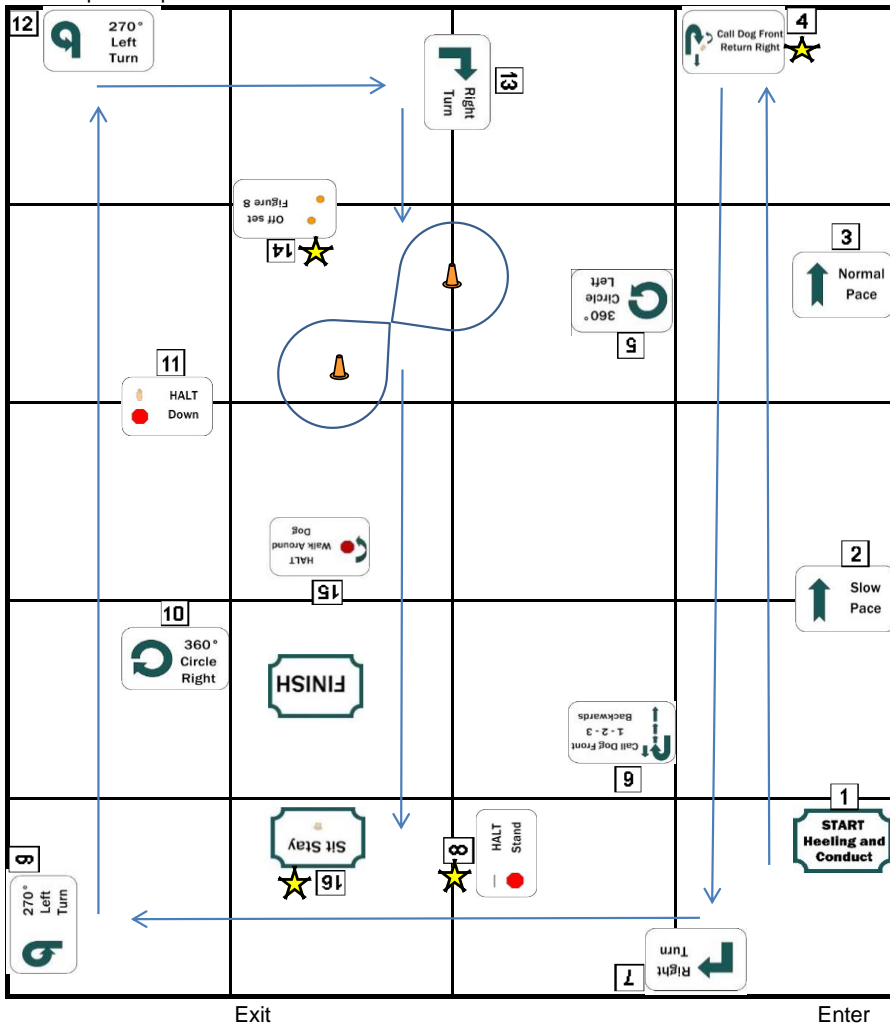 12
270°
Left
Turn
13
Right
Turn
4
Call Dog Front
Return Right
14
Off set
Figure 8
3
Normal
Pace
5
360°
Circle
Left
11
HALT
Down
15
HALT
Walk Around
Dog
2
Slow
Pace
10
360°
Circle
Right
FINISH
6
Call Dog Front
1 - 2 - 3
Backwards
1
START
Heeling and
Conduct
9
270°
Left
Turn
16
Sit Stay
8
HALT
Stand
7
Right
Turn
Exit
Enter